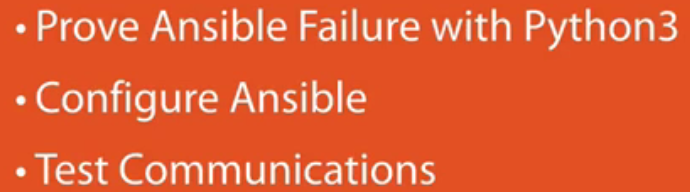 • Prove Ansible Failure with Python3
• Configure Ansible
• Test Communications